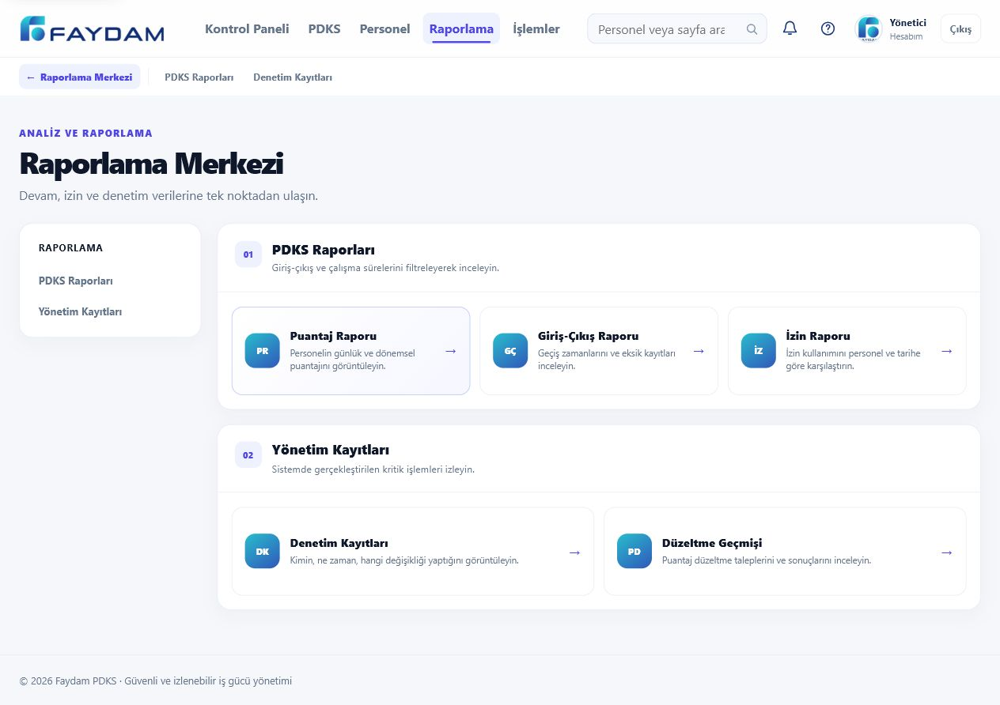 FAYDAM
Kontrol Paneli
PDKS
Personel
Raporlama
İşlemler
Personel veya sayfa ara
Yönetici
Hesabım
Çıkış
← Raporlama Merkezi
PDKS Raporları
Denetim Kayıtları
ANALİZ VE RAPORLAMA
Raporlama Merkezi
Devam, izin ve denetim verilerine tek noktadan ulaşın.
RAPORLAMA
PDKS Raporları
Yönetim Kayıtları
01
PDKS Raporları
Giriş-çıkış ve çalışma sürelerini filtreleyerek inceleyin.
PR
Puantaj Raporu
Personelin günlük ve dönemsel
puantajını görüntüleyin.
→
GÇ
Giriş-Çıkış Raporu
Geçiş zamanlarını ve eksik kayıtları
inceleyin.
→
İZ
İzin Raporu
İzin kullanımını personel ve tarihe
göre karşılaştırın.
→
02
Yönetim Kayıtları
Sistemde gerçekleştirilen kritik işlemleri izleyin.
DK
Denetim Kayıtları
Kimin, ne zaman, hangi değişikliği yaptığını görüntüleyin.
→
PD
Düzeltme Geçmişi
Puantaj düzeltme taleplerini ve sonuçlarını inceleyin.
→
© 2026 Faydam PDKS · Güvenli ve izlenebilir iş gücü yönetimi